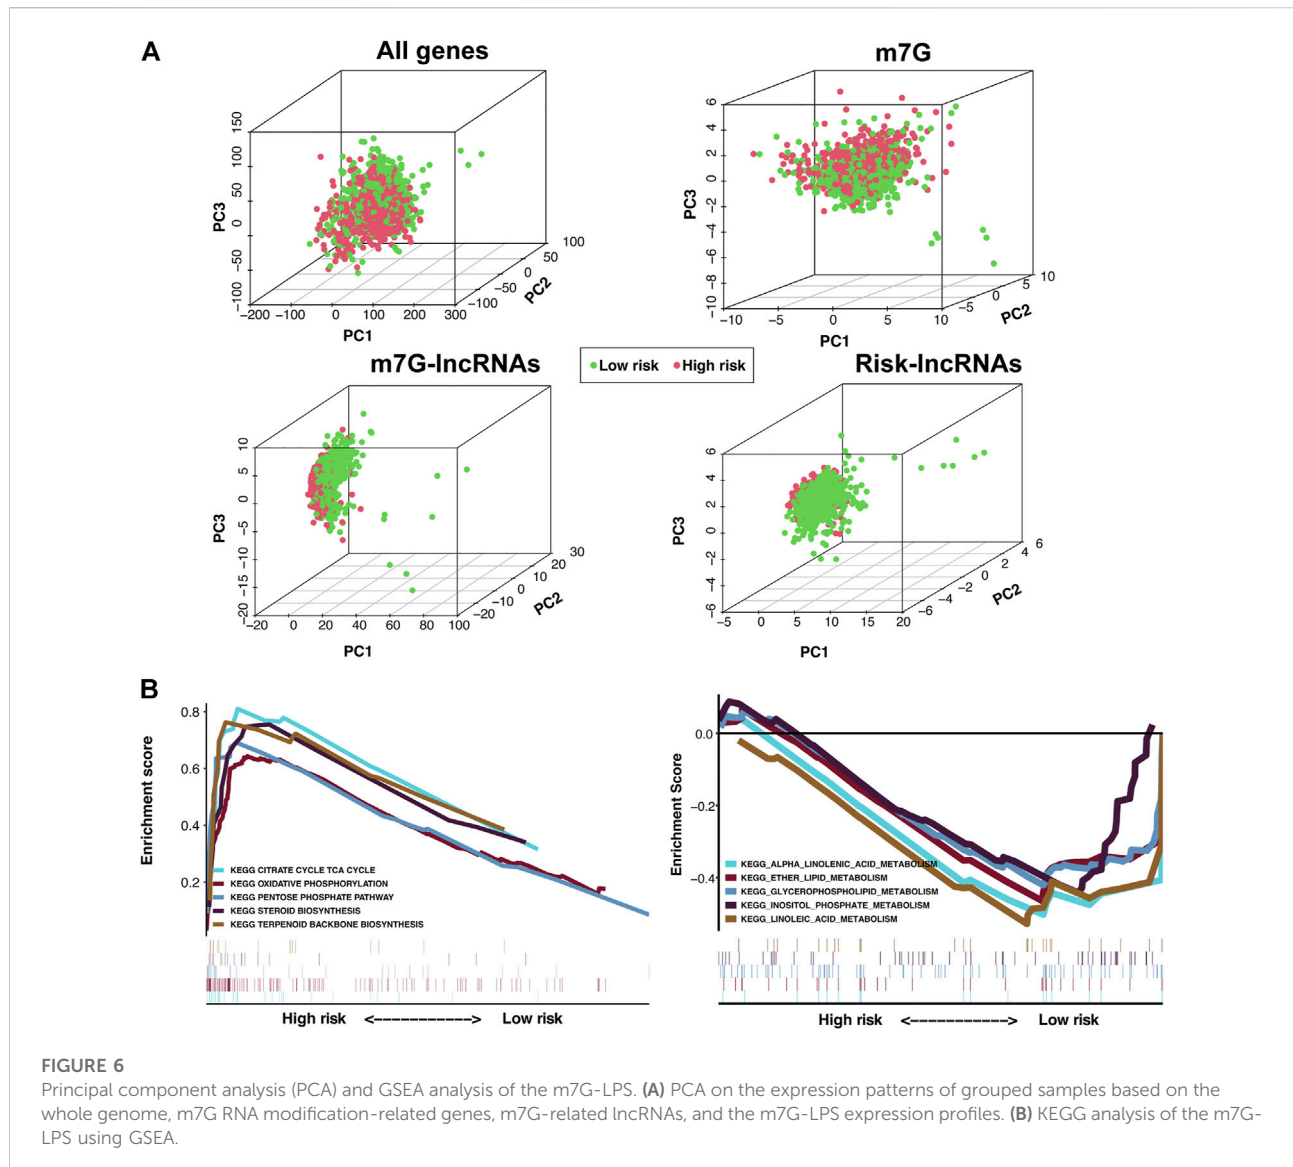 A
All genes
150
100
50
0
−50
−100
PC3
−200 −100 0 100 200 300
PC1
−100
−50
0
50
100
PC2
m7G
6
4
2
0
−2
−4
−6
−8
−10
PC3
−10 −5 0 5 10
PC1
−5
0
5
10
PC2
Low risk High risk
m7G-lncRNAs
10
5
0
−5
−10
−15
−20
PC3
−20 0 20 40 60 80 100
PC1
−20
−10
0
10
20
30
PC2
Risk-lncRNAs
6
4
2
0
−2
−4
−6
PC3
−5 0 5 10 15 20
PC1
−6
−4
−2
0
2
4
6
PC2
B
0.8
0.6
0.4
0.2
Enrichment score
KEGG CITRATE CYCLE TCA CYCLE
KEGG OXIDATIVE PHOSPHORYLATION
KEGG PENTOSE PHOSPHATE PATHWAY
KEGG STEROID BIOSYNTHESIS
KEGG TERPENOID BACKBONE BIOSYNTHESIS
High risk <----------> Low risk
0.0
−0.2
−0.4
Enrichment Score
KEGG_ALPHA_LINOLENIC_ACID_METABOLISM
KEGG_ETHER_LIPID_METABOLISM
KEGG_GLYCEROPHOSPHOLIPID_METABOLISM
KEGG_INOSITOL_PHOSPHATE_METABOLISM
KEGG_LINOLEIC_ACID_METABOLISM
High risk <----------> Low risk
FIGURE 6
Principal component analysis (PCA) and GSEA analysis of the m7G-LPS. (A) PCA on the expression patterns of grouped samples based on the
whole genome, m7G RNA modification-related genes, m7G-related lncRNAs, and the m7G-LPS expression profiles. (B) KEGG analysis of the m7G-
LPS using GSEA.